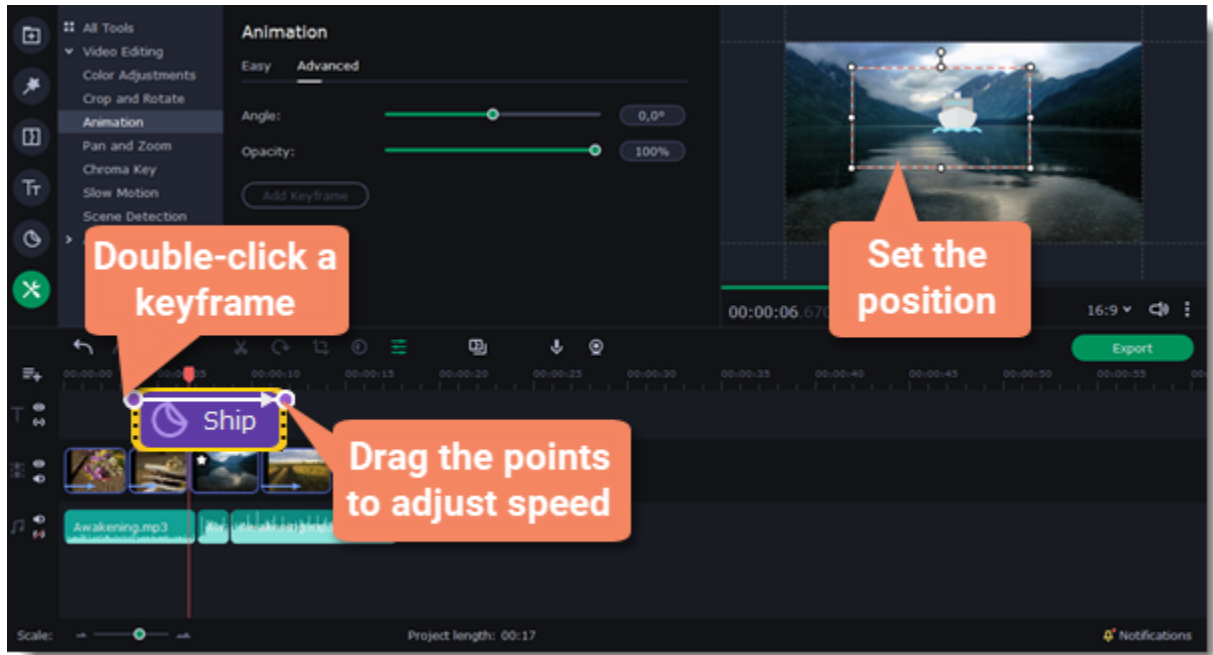 All Tools
Video Editing
Color Adjustments
Crop and Rotate
Animation
Pan and Zoom
Chroma Key
Slow Motion
Scene Detection
Animation
Easy Advanced
Angle: 0,0°
Opacity: 100%
Add Keyframe
Double-click a
keyframe
Set the
position
00:00:06.670
16:9
Export
00:00:00 00:00:10 00:00:15 00:00:20 00:00:25 00:00:30 00:00:35 00:00:40 00:00:45 00:00:50 00:00:55
Ship
Drag the points
to adjust speed
Awakening.mp3
Scale:
Project length: 00:17
Notifications